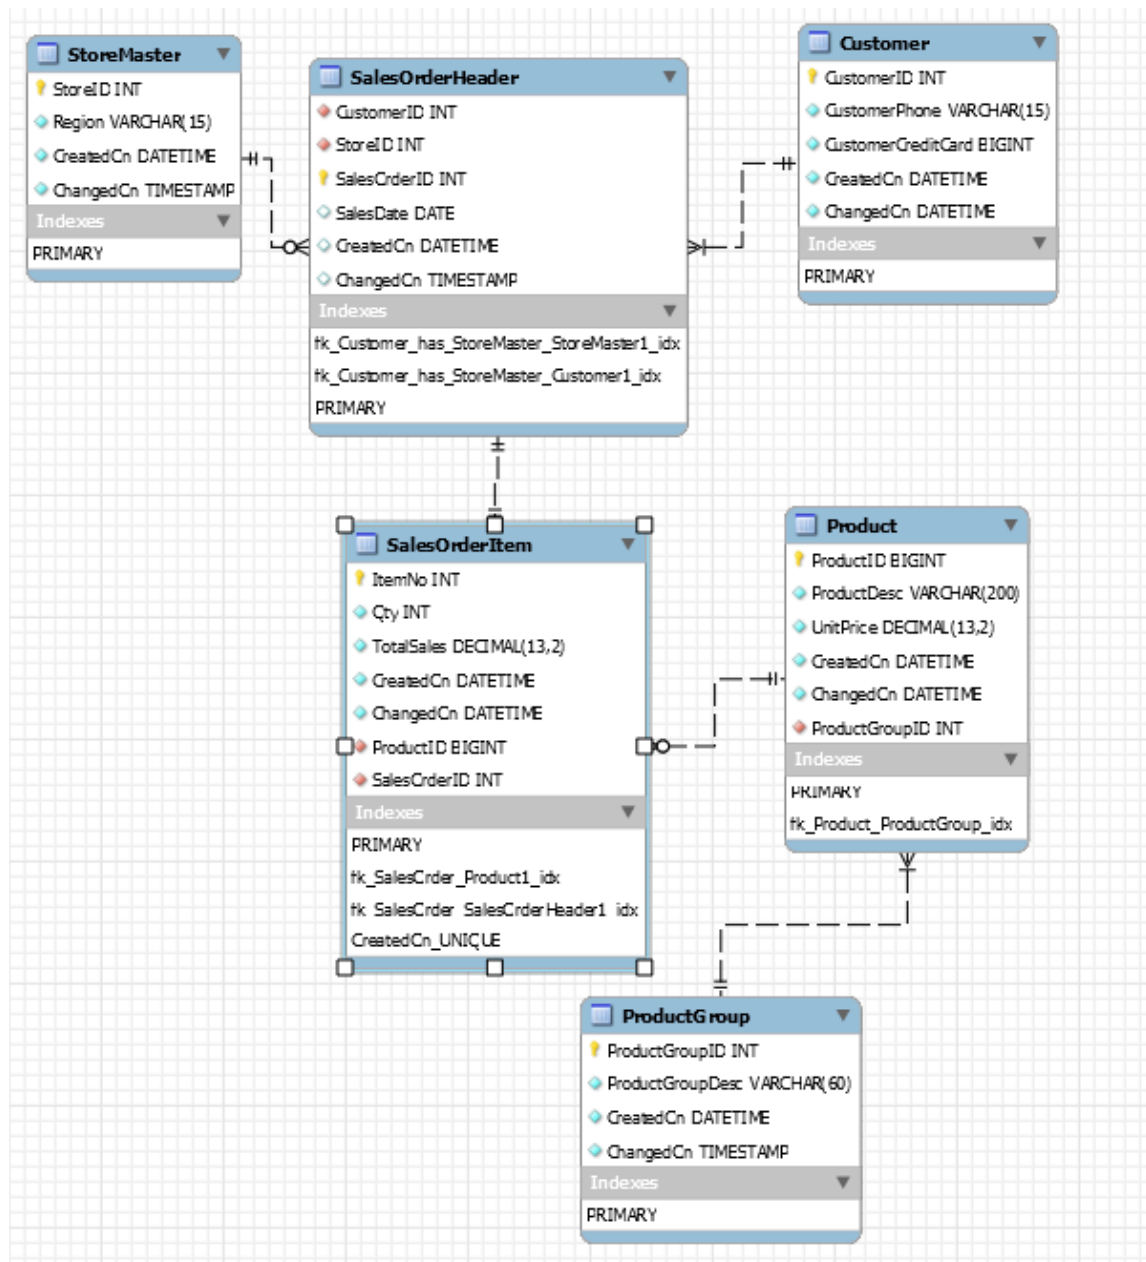 StoreMaster
StoreID INT
Region VARCHAR(15)
CreatedOn DATETIME
ChangedOn TIMESTAMP
Indexes
PRIMARY
SalesOrderHeader
CustomerID INT
StoreID INT
SalesOrderID INT
SalesDate DATE
CreatedOn DATETIME
ChangedOn TIMESTAMP
Indexes
fk_Customer_has_StoreMaster_StoreMaster1_idx
fk_Customer_has_StoreMaster_Customer1_idx
PRIMARY
Customer
CustomerID INT
CustomerPhone VARCHAR(15)
CustomerCreditCard BIGINT
CreatedOn DATETIME
ChangedOn DATETIME
Indexes
PRIMARY
SalesOrderItem
ItemNo INT
Qty INT
TotalSales DECIMAL(13,2)
CreatedOn DATETIME
ChangedOn DATETIME
ProductID BIGINT
SalesOrderID INT
Indexes
PRIMARY
fk_SalesOrder_Product1_idx
fk_SalesOrder_SalesOrderHeader1_idx
CreatedOn_UNIQUE
Product
ProductID BIGINT
ProductDesc VARCHAR(200)
UnitPrice DECIMAL(13,2)
CreatedOn DATETIME
ChangedOn DATETIME
ProductGroupID INT
Indexes
PRIMARY
fk_Product_ProductGroup_idx
ProductGroup
ProductGroupID INT
ProductGroupDesc VARCHAR(60)
CreatedOn DATETIME
ChangedOn TIMESTAMP
Indexes
PRIMARY